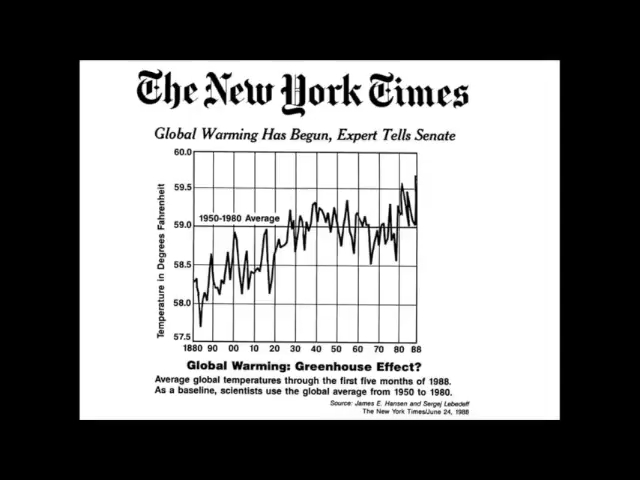 The New York Times
Global Warming Has Begun, Expert Tells Senate
60.0
59.5
1950-1980 Average
59.0
58.5
58.0
57.5
Temperature in Degrees Fahrenheit
1880 90 00 10 20 30 40 50 60 70 80 88
Global Warming: Greenhouse Effect?
Average global temperatures through the first five months of 1988.
As a baseline, scientists use the global average from 1950 to 1980.
Source: James E. Hansen and Sergej Lebedeff
The New York Times/June 24, 1988